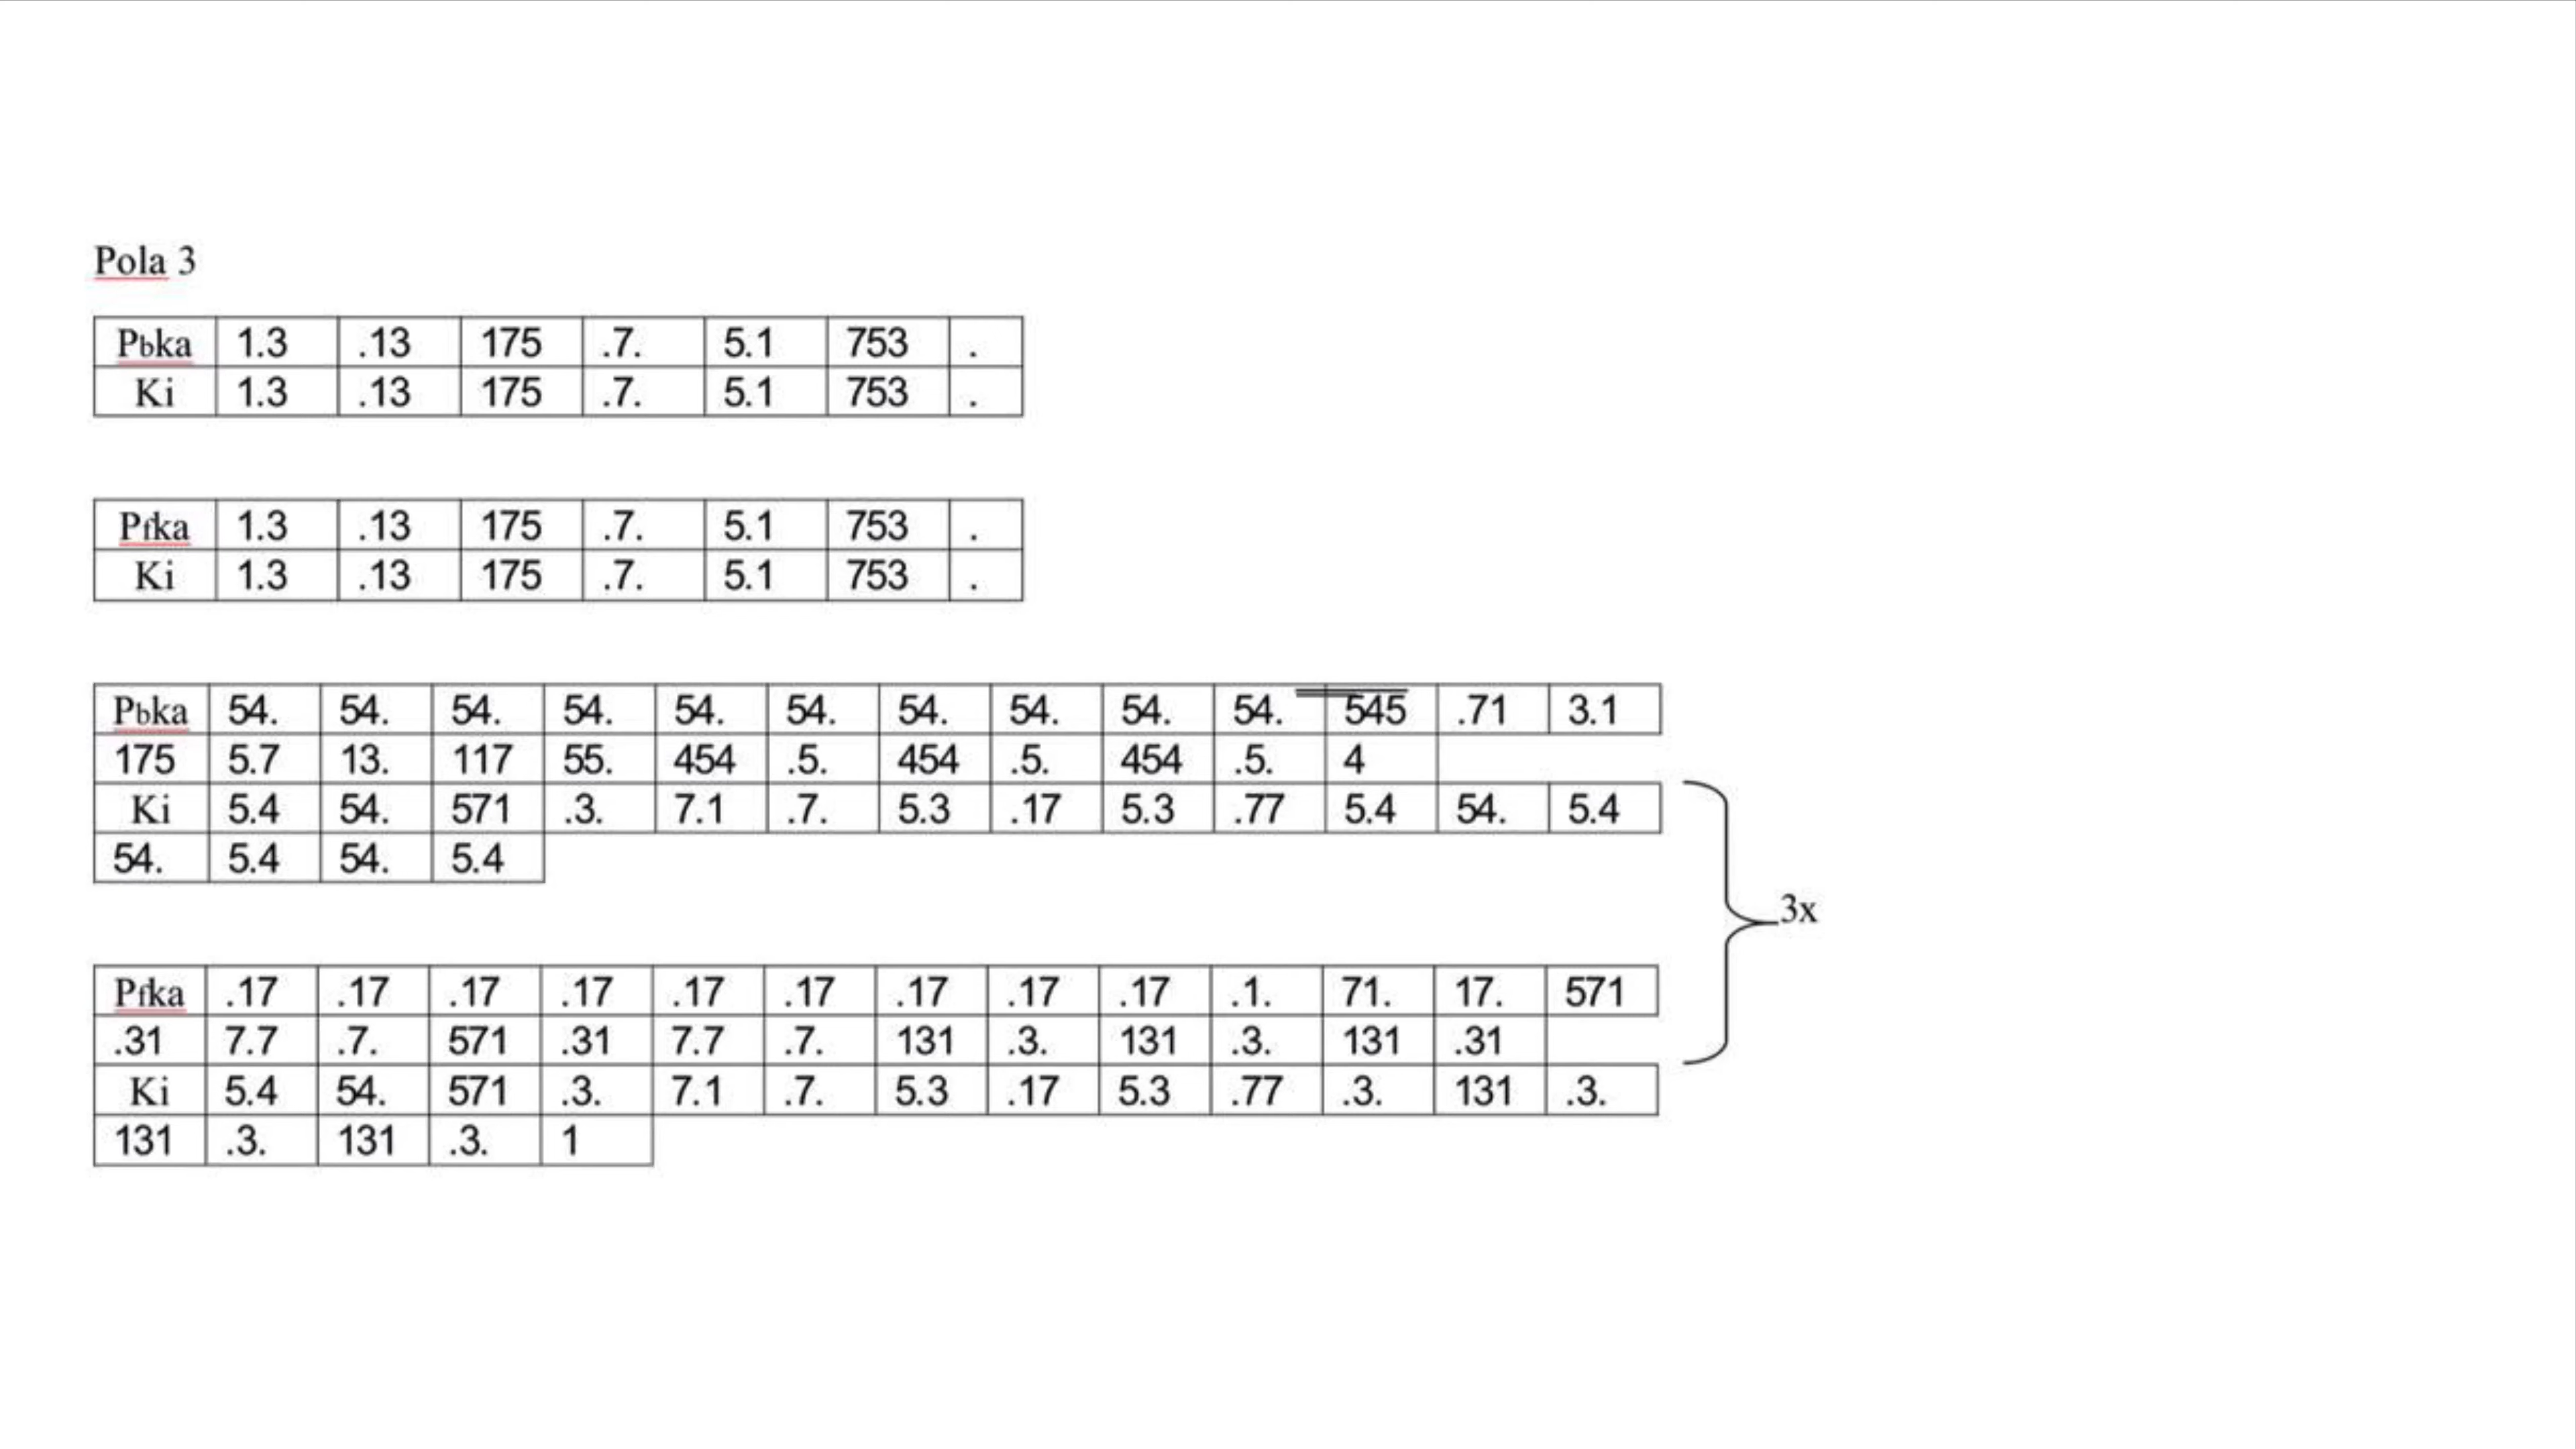 Pola 3
Pbka 1.3 .13 175 .7. 5.1 753 .
Ki 1.3 .13 175 .7. 5.1 753 .
Pfka 1.3 .13 175 .7. 5.1 753 .
Ki 1.3 .13 175 .7. 5.1 753 .
Pbka 54. 54. 54. 54. 54. 54. 54. 54. 54. 54. 545 .71 3.1
175 5.7 13. 117 55. 454 .5. 454 .5. 454 .5. 4
Ki 5.4 54. 571 .3. 7.1 .7. 5.3 .17 5.3 .77 5.4 54. 5.4
54. 5.4 54. 5.4
3x
Pfka .17 .17 .17 .17 .17 .17 .17 .17 .17 .1. 71. 17. 571
.31 7.7 .7. 571 .31 7.7 .7. 131 .3. 131 .3. 131 .31
Ki 5.4 54. 571 .3. 7.1 .7. 5.3 .17 5.3 .77 .3. 131 .3.
131 .3. 131 .3. 1